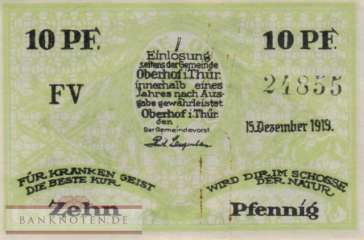 10 PF.
10 PF.
Einlösung
seitens der Gemeinde
Oberhof i. Thür.
innerhalb eines
Jahres nach Aus-
gabe gewährleistet
Oberhof i. Thür.
den
Der Gemeindevorst.
FV
24855
15. Dezember 1919.
FÜR KRANKEN GEIST
DIE BESTE KUR
WIRD DIR IM SCHOSSE
DER NATUR
Zehn
Pfennig
BANKNOTEN.DE